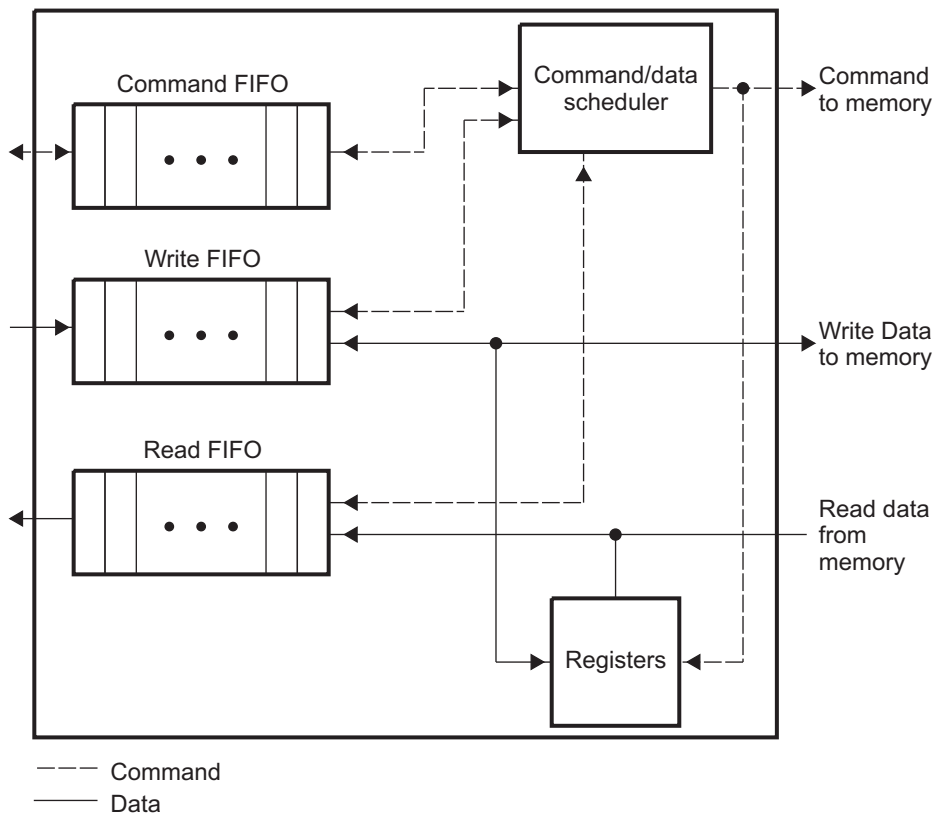 Command FIFO
Command/data
scheduler
Command
to memory
Write FIFO
Write Data
to memory
Read FIFO
Read data
from
memory
Registers
Command
Data